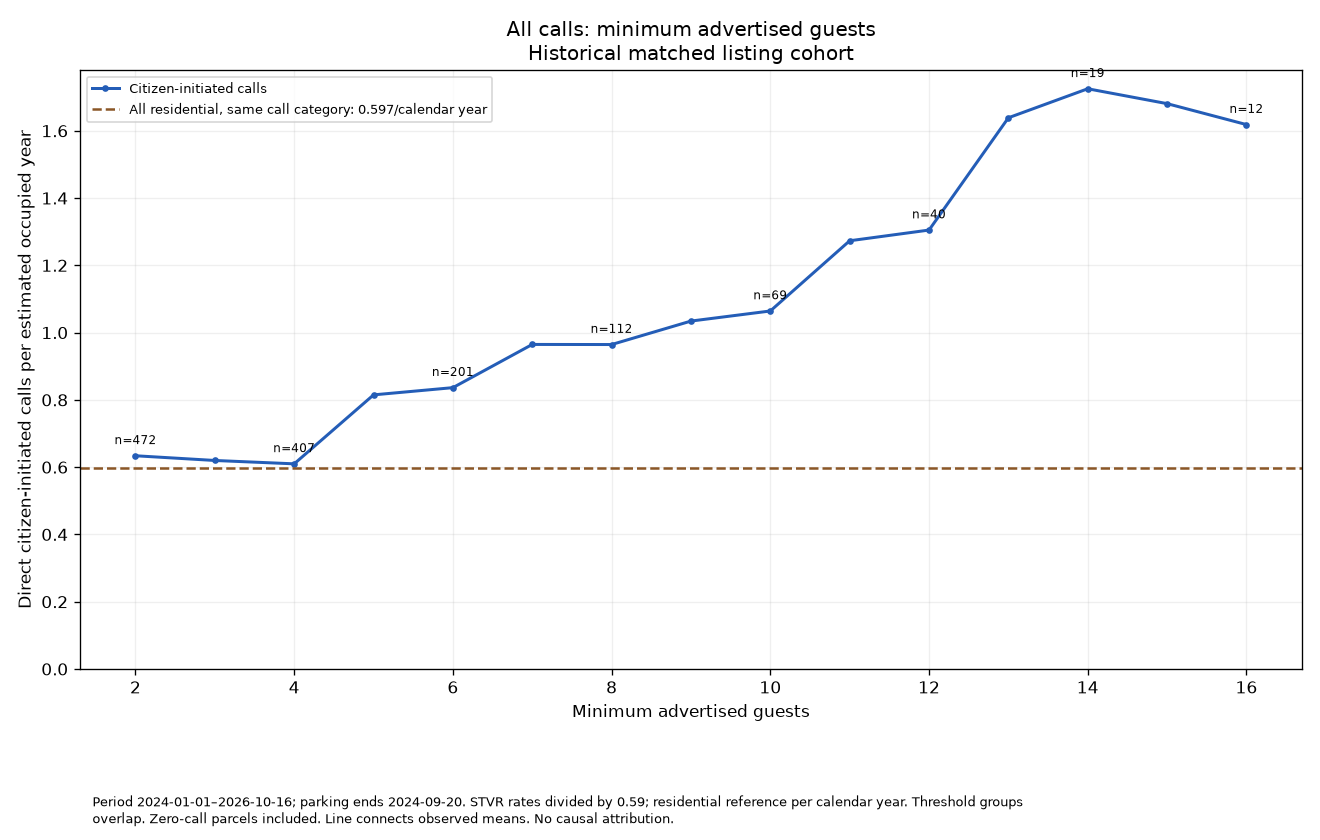 All calls: minimum advertised guests
Historical matched listing cohort
Citizen-initiated calls
All residential, same call category: 0.597/calendar year
Direct citizen-initiated calls per estimated occupied year
1.6
1.4
1.2
1.0
0.8
0.6
0.4
0.2
0.0
n=472
n=407
n=201
n=112
n=69
n=40
n=19
n=12
2 4 6 8 10 12 14 16
Minimum advertised guests
Period 2024-01-01–2026-10-16; parking ends 2024-09-20. STVR rates divided by 0.59; residential reference per calendar year. Threshold groups
overlap. Zero-call parcels included. Line connects observed means. No causal attribution.